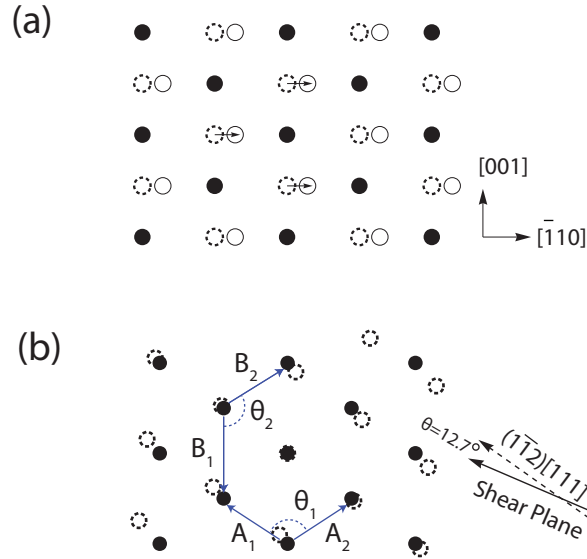 (a)
[001]
[1̅10]
(b)
B2
θ2
B1
θ1
A1
A2
θ=12.7°
(11̅2̅)[111]
Shear Plane